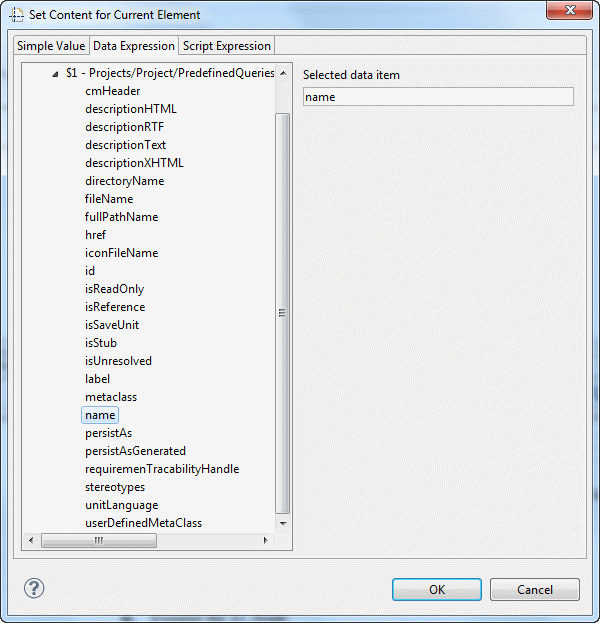 Set Content for Current Element
Simple Value
Data Expression
Script Expression
$1 - Projects/Project/PredefinedQueries
cmHeader
descriptionHTML
descriptionRTF
descriptionText
descriptionXHTML
directoryName
fileName
fullPathName
href
iconFileName
id
isReadOnly
isReference
isSaveUnit
isStub
isUnresolved
label
metaclass
name
persistAs
persistAsGenerated
requiremenTracabilityHandle
stereotypes
unitLanguage
userDefinedMetaClass
Selected data item
name
?
OK
Cancel